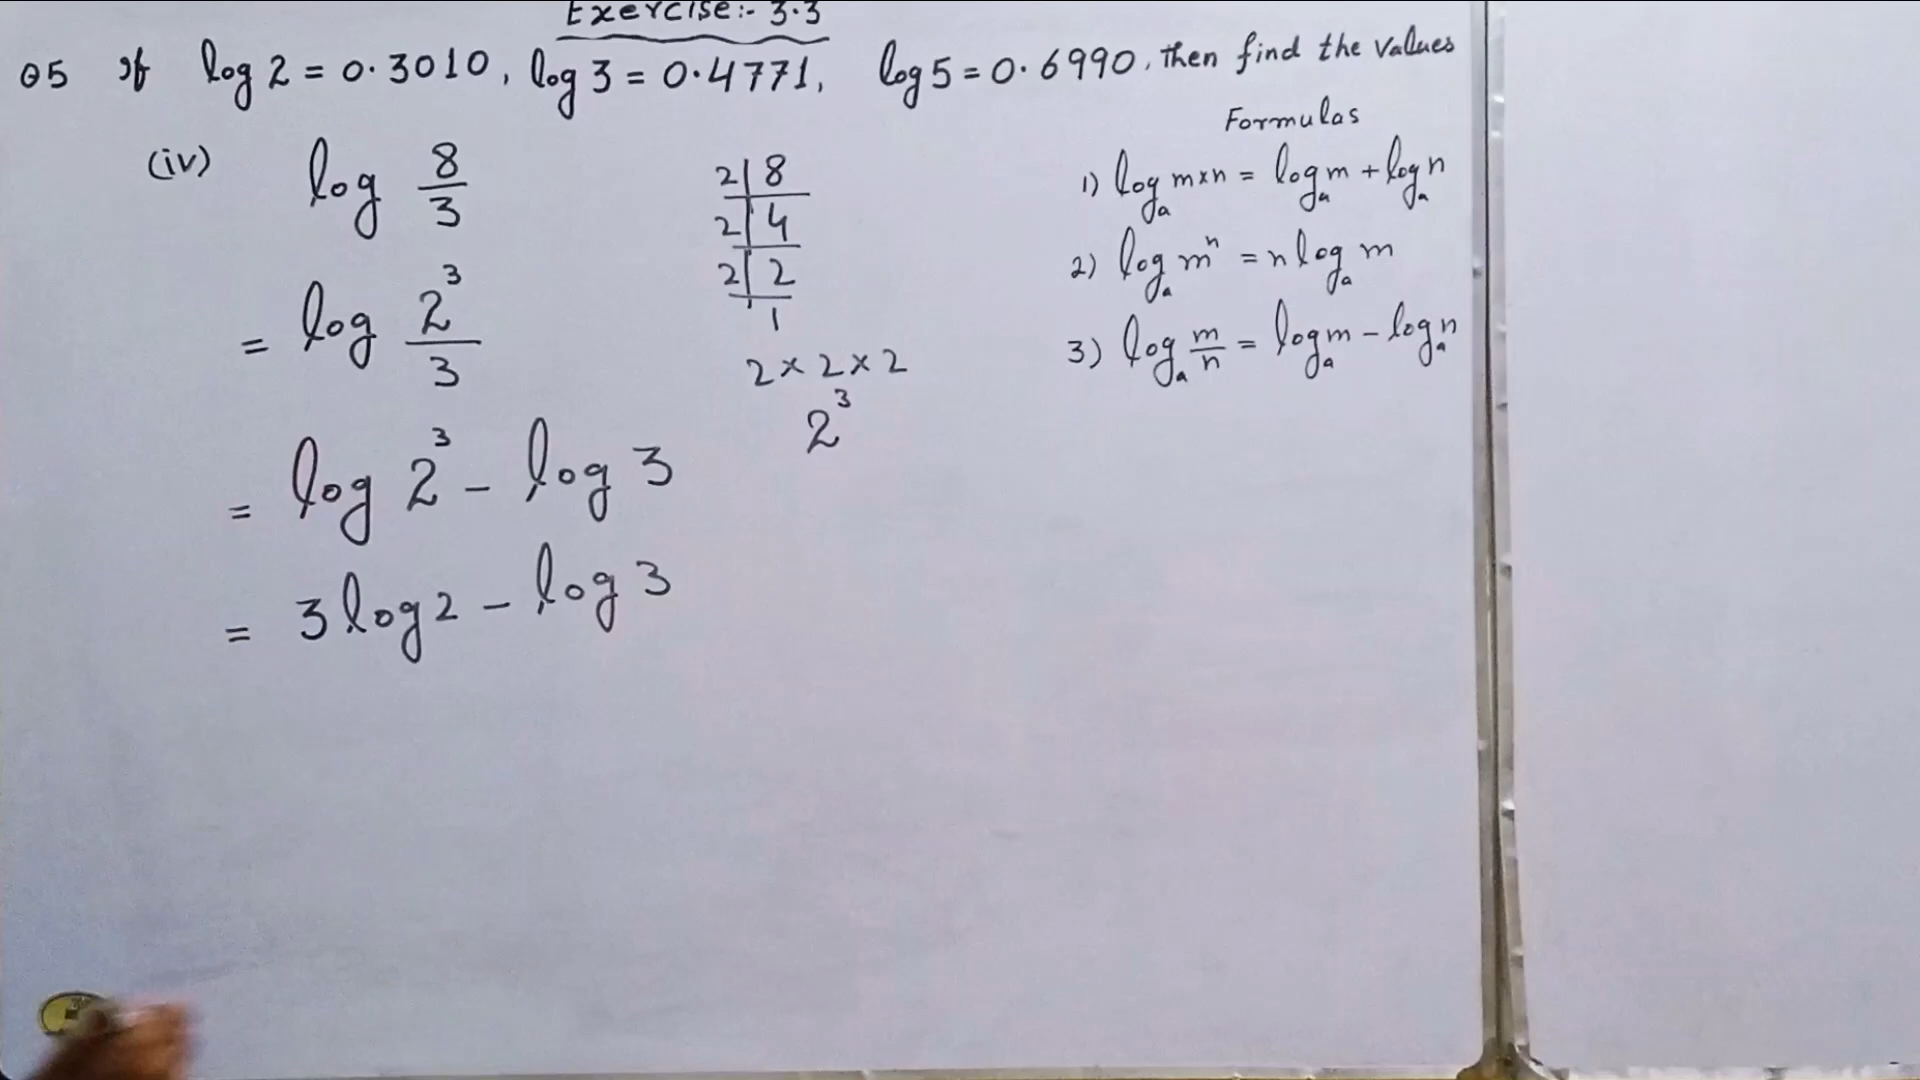 Exercise:- 3.3
Q5 If log 2 = 0.3010, log 3 = 0.4771, log 5 = 0.6990, then find the values
(iv) log 8/3
= log 2³/3
= log 2³ - log 3
= 3 log 2 - log 3
2 | 8
2 | 4
2 | 2
1
2 × 2 × 2
2³
Formulas
1) logₐ m×n = logₐ m + logₐ n
2) logₐ mⁿ = n logₐ m
3) logₐ m/n = logₐ m - logₐ n